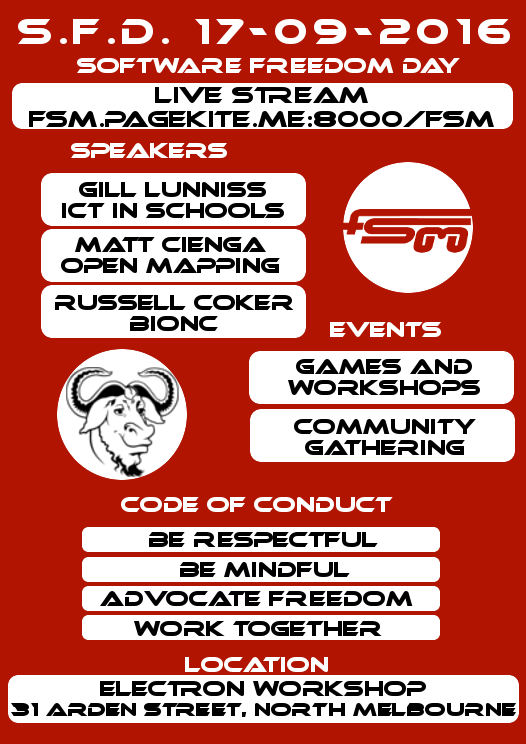 S.F.D. 17-09-2016
SOFTWARE FREEDOM DAY
LIVE STREAM
FSM.PAGEKITE.ME:8000/FSM
SPEAKERS
GILL LUNNISS
ICT IN SCHOOLS
MATT CIENGA
OPEN MAPPING
RUSSELL COKER
BIONC
fsm
EVENTS
GAMES AND
WORKSHOPS
COMMUNITY
GATHERING
CODE OF CONDUCT
BE RESPECTFUL
BE MINDFUL
ADVOCATE FREEDOM
WORK TOGETHER
LOCATION
ELECTRON WORKSHOP
31 ARDEN STREET, NORTH MELBOURNE